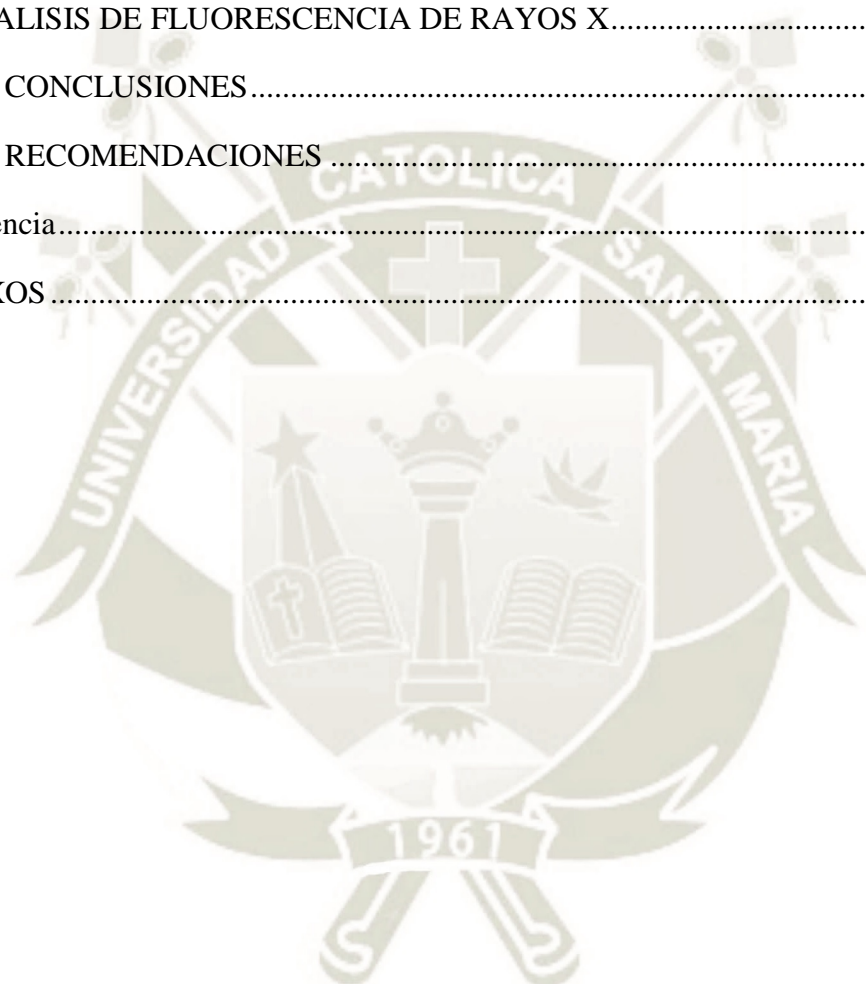 ALISIS DE FLUORESCENCIA DE RAYOS X..................................
CONCLUSIONES..............................................................................
RECOMENDACIONES ....................................................................
encia.....................................................................................................
XOS ......................................................................................................
UNIVERSIDAD CATOLICA SANTA MARIA
1961